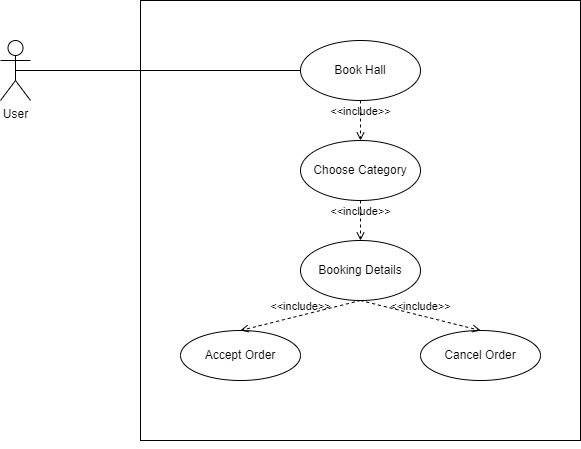 Book Hall
User
<<include>>
Choose Category
<<include>>
Booking Details
<<include>>
<<include>>
Accept Order
Cancel Order